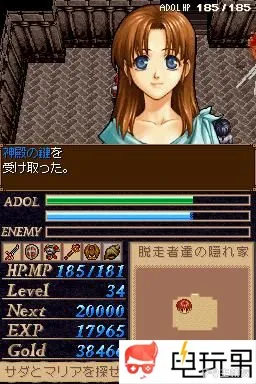 ADOL HP 185/185
神殿の鍵を
受け取った。
ADOL
ENEMY
HP.MP 185/181
Level 34
Next 20000
EXP 17965
Gold 38466
脱走者達の隠れ家
サダとマリアを探せ
电玩男